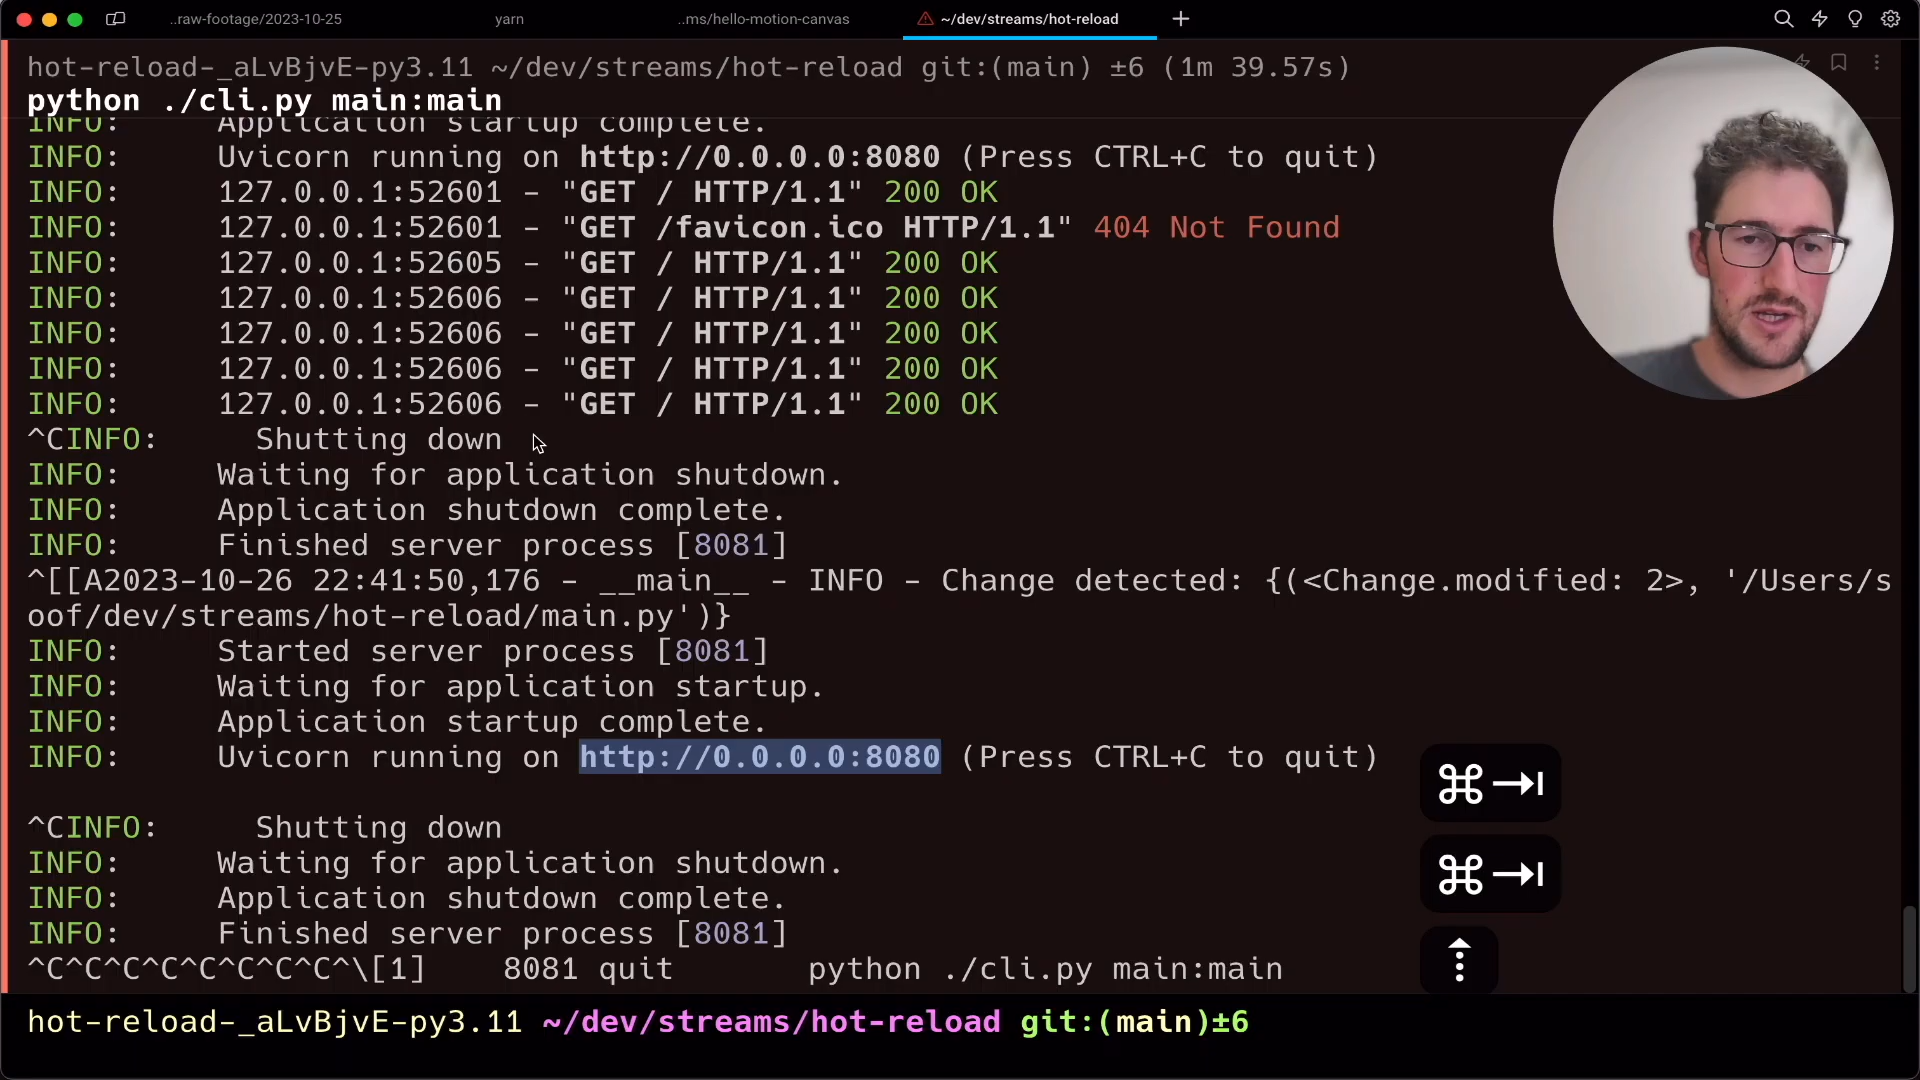 ..raw-footage/2023-10-25 yarn ..ms/hello-motion-canvas ~/dev/streams/hot-reload +
hot-reload-_aLvBjvE-py3.11 ~/dev/streams/hot-reload git:(main) ±6 (1m 39.57s)
python ./cli.py main:main
INFO:     Application startup complete.
INFO:     Uvicorn running on http://0.0.0.0:8080 (Press CTRL+C to quit)
INFO:     127.0.0.1:52601 - "GET / HTTP/1.1" 200 OK
INFO:     127.0.0.1:52601 - "GET /favicon.ico HTTP/1.1" 404 Not Found
INFO:     127.0.0.1:52605 - "GET / HTTP/1.1" 200 OK
INFO:     127.0.0.1:52606 - "GET / HTTP/1.1" 200 OK
INFO:     127.0.0.1:52606 - "GET / HTTP/1.1" 200 OK
INFO:     127.0.0.1:52606 - "GET / HTTP/1.1" 200 OK
INFO:     127.0.0.1:52606 - "GET / HTTP/1.1" 200 OK
^CINFO:     Shutting down
INFO:     Waiting for application shutdown.
INFO:     Application shutdown complete.
INFO:     Finished server process [8081]
^[[A2023-10-26 22:41:50,176 - __main__ - INFO - Change detected: {(<Change.modified: 2>, '/Users/s
oof/dev/streams/hot-reload/main.py')}
INFO:     Started server process [8081]
INFO:     Waiting for application startup.
INFO:     Application startup complete.
INFO:     Uvicorn running on http://0.0.0.0:8080 (Press CTRL+C to quit)
^CINFO:     Shutting down
INFO:     Waiting for application shutdown.
INFO:     Application shutdown complete.
INFO:     Finished server process [8081]
^C^C^C^C^C^C^C^C^\[1]    8081 quit       python ./cli.py main:main
hot-reload-_aLvBjvE-py3.11 ~/dev/streams/hot-reload git:(main)±6